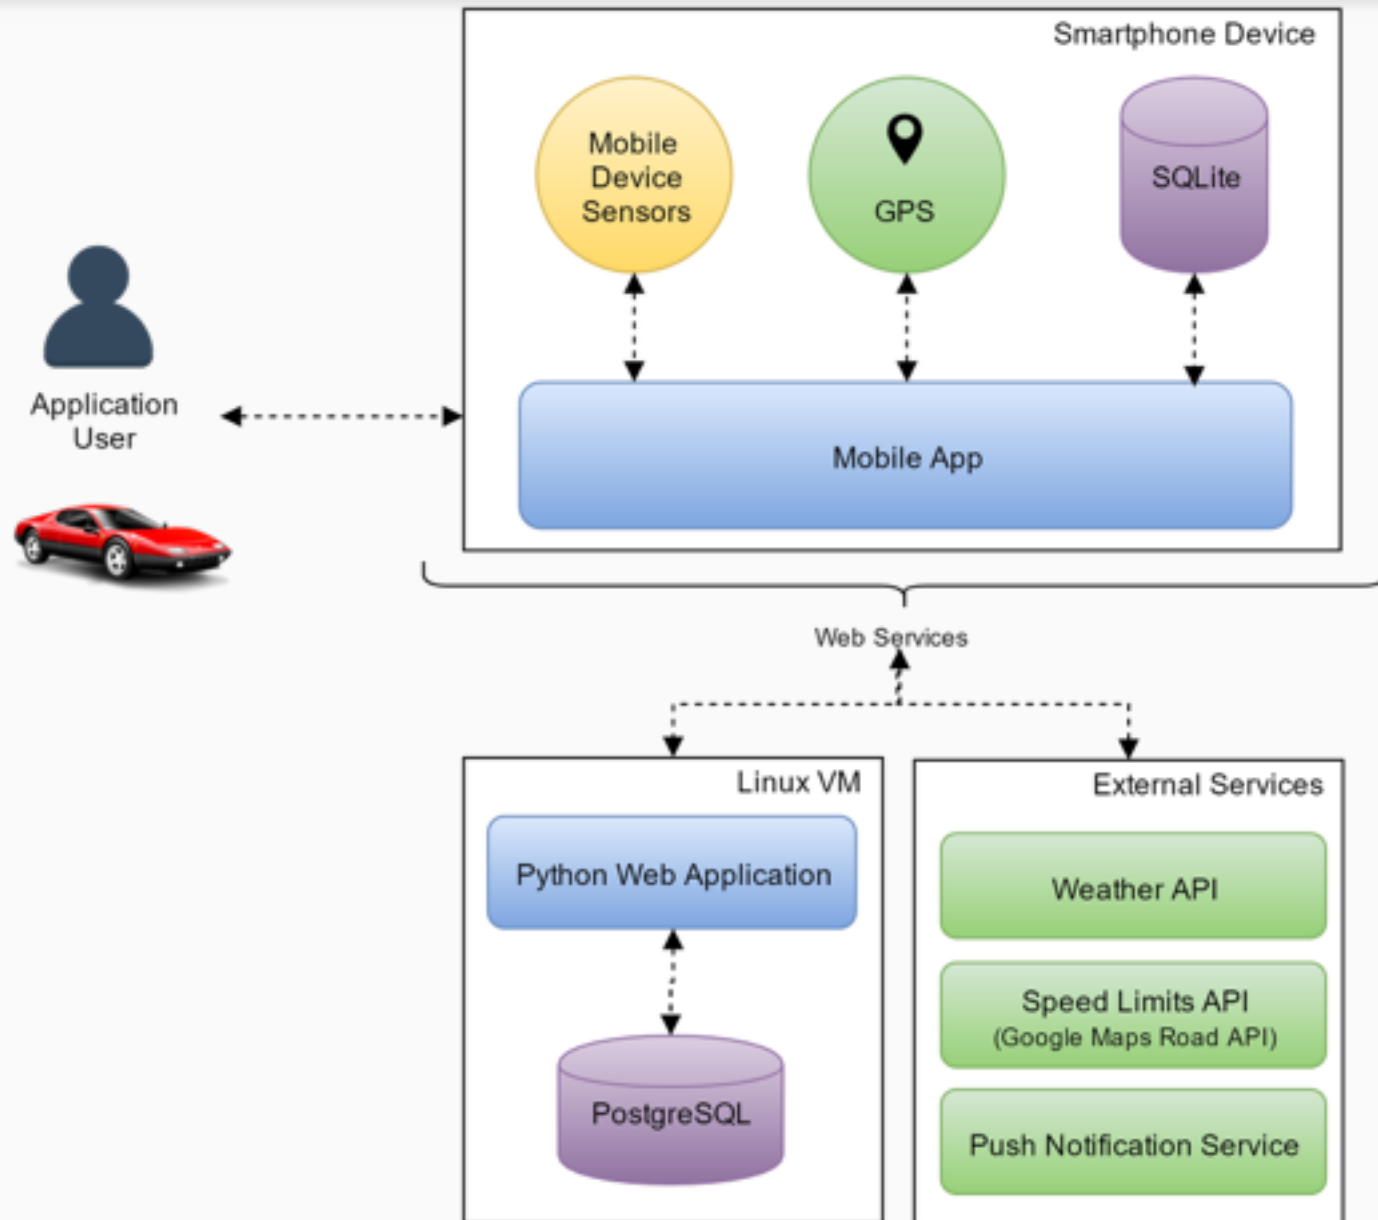 Smartphone Device
Mobile
Device
Sensors
GPS
SQLite
Application
User
Mobile App
Web Services
Linux VM
Python Web Application
PostgreSQL
External Services
Weather API
Speed Limits API
(Google Maps Road API)
Push Notification Service